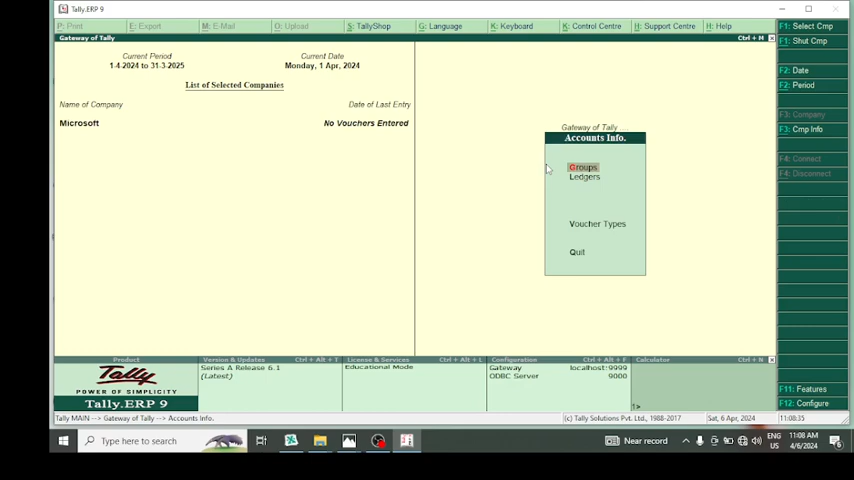 Tally.ERP 9
P: Print E: Export M: E-Mail O: Upload S: TallyShop G: Language K: Keyboard K: Control Centre H: Support Centre H: Help
F1: Select Cmp
F1: Shut Cmp
F2: Date
F2: Period
F3: Company
F3: Cmp Info
F4: Connect
F4: Disconnect
F11: Features
F12: Configure
Gateway of Tally Ctrl + M
Current Period Current Date
1-4-2024 to 31-3-2025 Monday, 1 Apr, 2024
List of Selected Companies
Name of Company Date of Last Entry
Microsoft No Vouchers Entered
Gateway of Tally ...
Accounts Info.
Groups
Ledgers
Voucher Types
Quit
Product Version & Updates Ctrl + Alt + T License & Services Ctrl + Alt + L Configuration Ctrl + Alt + F Calculator Ctrl + N
Tally
POWER OF SIMPLICITY
Tally.ERP 9
Series A Release 6.1
(Latest)
Educational Mode
Gateway localhost:9999
ODBC Server 9000
1>
Tally MAIN --> Gateway of Tally --> Accounts Info. (c) Tally Solutions Pvt. Ltd., 1988-2017 Sat, 6 Apr, 2024 11:08:35
Type here to search
Near record
ENG
US
11:08 AM
4/6/2024
6